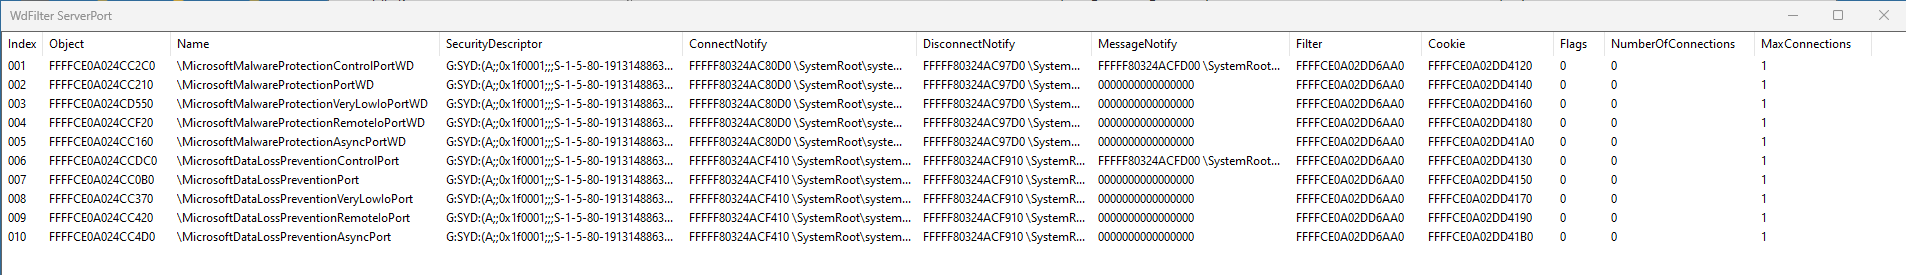 WdFilter ServerPort
Index Object Name SecurityDescriptor ConnectNotify DisconnectNotify MessageNotify Filter Cookie Flags NumberOfConnections MaxConnections
001 FFFFCE0A024CC2C0 \MicrosoftMalwareProtectionControlPortWD G:SYD:(A;;0x1f0001;;;S-1-5-80-1913148863... FFFFF80324AC80D0 \SystemRoot\syste... FFFFF80324AC97D0 \System... FFFFF80324ACFD00 \SystemRoot... FFFFCE0A02DD6AA0 FFFFCE0A02DD4120 0 0 1
002 FFFFCE0A024CC210 \MicrosoftMalwareProtectionPortWD G:SYD:(A;;0x1f0001;;;S-1-5-80-1913148863... FFFFF80324AC80D0 \SystemRoot\syste... FFFFF80324AC97D0 \System... 0000000000000000 FFFFCE0A02DD6AA0 FFFFCE0A02DD4140 0 0 1
003 FFFFCE0A024CD550 \MicrosoftMalwareProtectionVeryLowIoPortWD G:SYD:(A;;0x1f0001;;;S-1-5-80-1913148863... FFFFF80324AC80D0 \SystemRoot\syste... FFFFF80324AC97D0 \System... 0000000000000000 FFFFCE0A02DD6AA0 FFFFCE0A02DD4160 0 0 1
004 FFFFCE0A024CCF20 \MicrosoftMalwareProtectionRemoteIoPortWD G:SYD:(A;;0x1f0001;;;S-1-5-80-1913148863... FFFFF80324AC80D0 \SystemRoot\syste... FFFFF80324AC97D0 \System... 0000000000000000 FFFFCE0A02DD6AA0 FFFFCE0A02DD4180 0 0 1
005 FFFFCE0A024CC160 \MicrosoftMalwareProtectionAsyncPortWD G:SYD:(A;;0x1f0001;;;S-1-5-80-1913148863... FFFFF80324AC80D0 \SystemRoot\syste... FFFFF80324AC97D0 \System... 0000000000000000 FFFFCE0A02DD6AA0 FFFFCE0A02DD41A0 0 0 1
006 FFFFCE0A024CCDC0 \MicrosoftDataLossPreventionControlPort G:SYD:(A;;0x1f0001;;;S-1-5-80-1913148863... FFFFF80324ACF410 \SystemRoot\system... FFFFF80324ACF910 \SystemR... FFFFF80324ACFD00 \SystemRoot... FFFFCE0A02DD6AA0 FFFFCE0A02DD4130 0 0 1
007 FFFFCE0A024CC0B0 \MicrosoftDataLossPreventionPort G:SYD:(A;;0x1f0001;;;S-1-5-80-1913148863... FFFFF80324ACF410 \SystemRoot\system... FFFFF80324ACF910 \SystemR... 0000000000000000 FFFFCE0A02DD6AA0 FFFFCE0A02DD4150 0 0 1
008 FFFFCE0A024CC370 \MicrosoftDataLossPreventionVeryLowIoPort G:SYD:(A;;0x1f0001;;;S-1-5-80-1913148863... FFFFF80324ACF410 \SystemRoot\system... FFFFF80324ACF910 \SystemR... 0000000000000000 FFFFCE0A02DD6AA0 FFFFCE0A02DD4170 0 0 1
009 FFFFCE0A024CC420 \MicrosoftDataLossPreventionRemoteIoPort G:SYD:(A;;0x1f0001;;;S-1-5-80-1913148863... FFFFF80324ACF410 \SystemRoot\system... FFFFF80324ACF910 \SystemR... 0000000000000000 FFFFCE0A02DD6AA0 FFFFCE0A02DD4190 0 0 1
010 FFFFCE0A024CC4D0 \MicrosoftDataLossPreventionAsyncPort G:SYD:(A;;0x1f0001;;;S-1-5-80-1913148863... FFFFF80324ACF410 \SystemRoot\system... FFFFF80324ACF910 \SystemR... 0000000000000000 FFFFCE0A02DD6AA0 FFFFCE0A02DD41B0 0 0 1